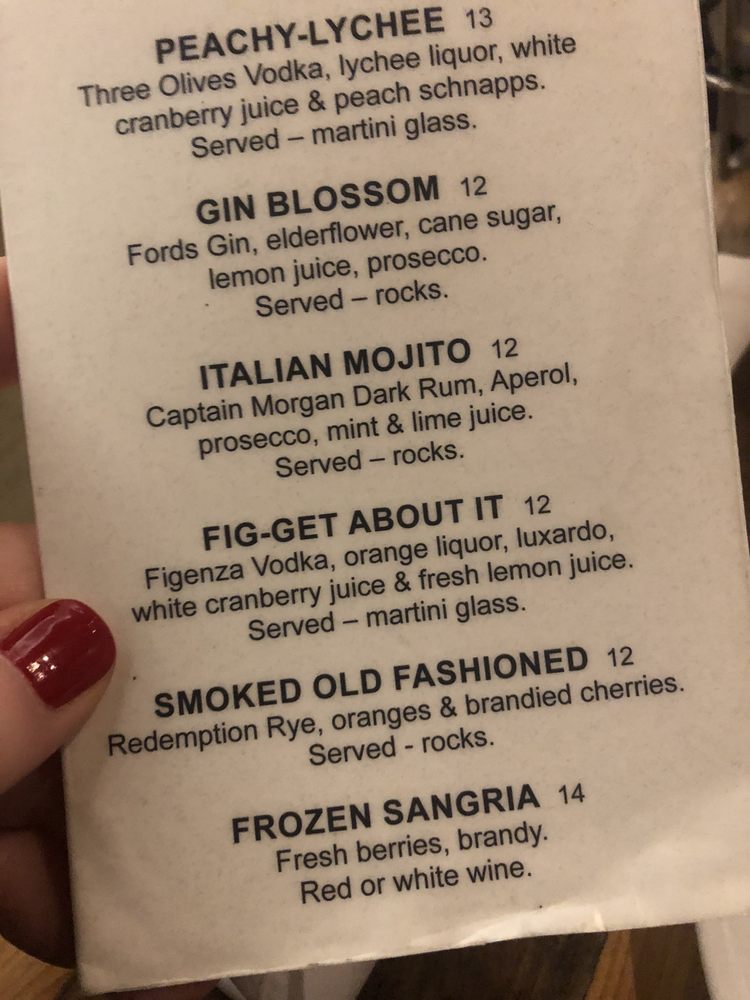 PEACHY-LYCHEE 13
Three Olives Vodka, lychee liquor, white
cranberry juice & peach schnapps.
Served – martini glass.
GIN BLOSSOM 12
Fords Gin, elderflower, cane sugar,
lemon juice, prosecco.
Served – rocks.
ITALIAN MOJITO 12
Captain Morgan Dark Rum, Aperol,
prosecco, mint & lime juice.
Served – rocks.
FIG-GET ABOUT IT 12
Figenza Vodka, orange liquor, luxardo,
white cranberry juice & fresh lemon juice.
Served – martini glass.
SMOKED OLD FASHIONED 12
Redemption Rye, oranges & brandied cherries.
Served - rocks.
FROZEN SANGRIA 14
Fresh berries, brandy.
Red or white wine.